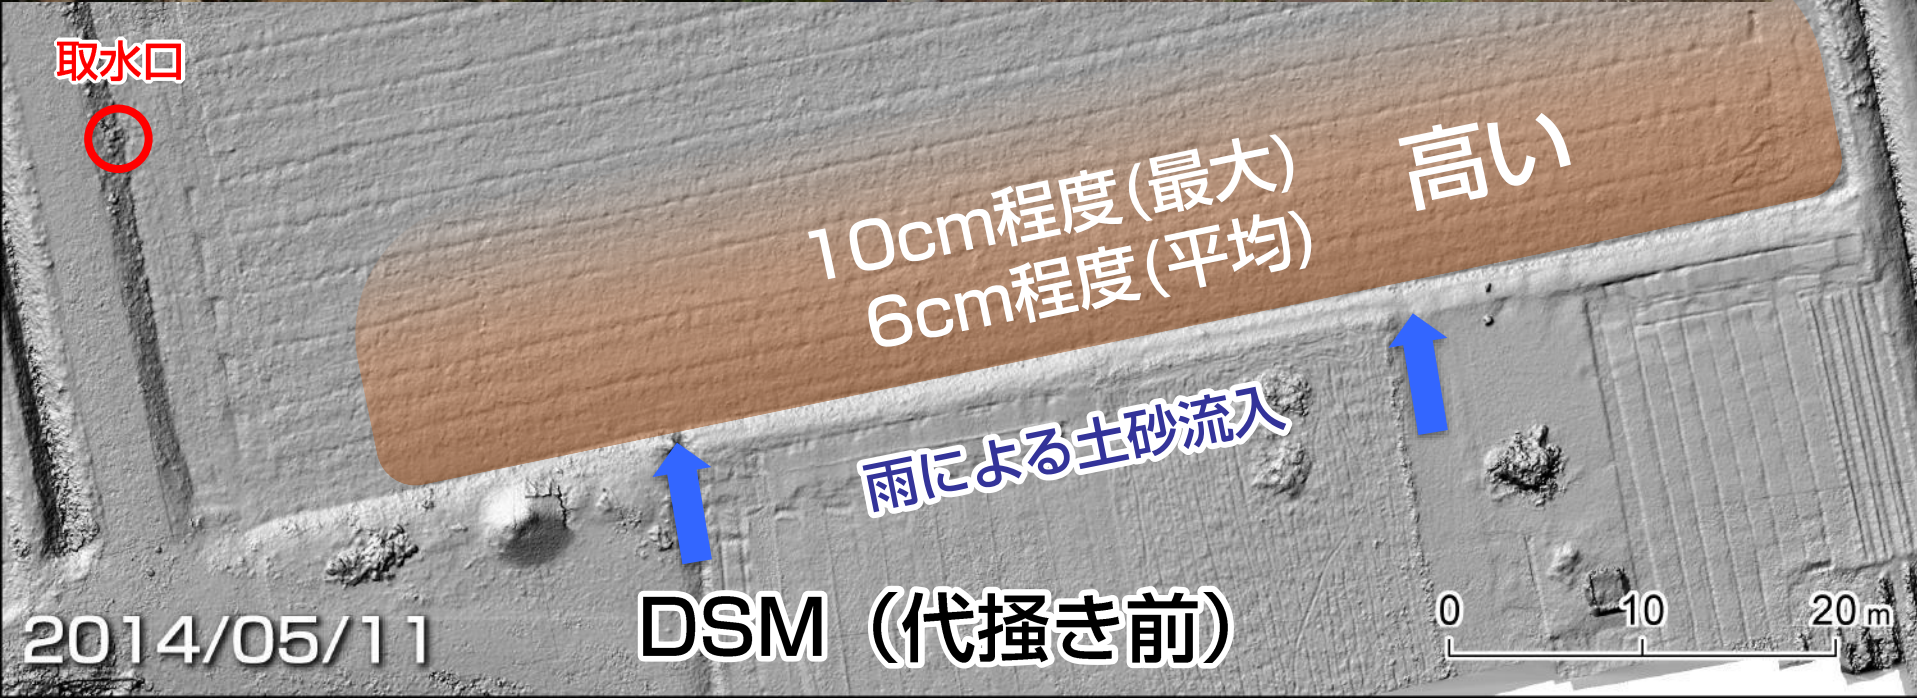 取水口
10cm程度(最大)
6cm程度(平均)
高い
雨による土砂流入
DSM（代掻き前）
2014/05/11
0 10 20 m